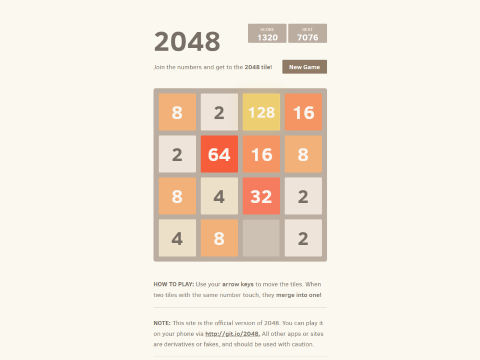 2048
SCORE
1320
BEST
7076
Join the numbers and get to the 2048 tile!
New Game
8 2 128 16
2 64 16 8
8 4 32 2
4 8 2
HOW TO PLAY: Use your arrow keys to move the tiles. When
two tiles with the same number touch, they merge into one!
NOTE: This site is the official version of 2048. You can play it
on your phone via http://git.io/2048. All other apps or sites
are derivatives or fakes, and should be used with caution.